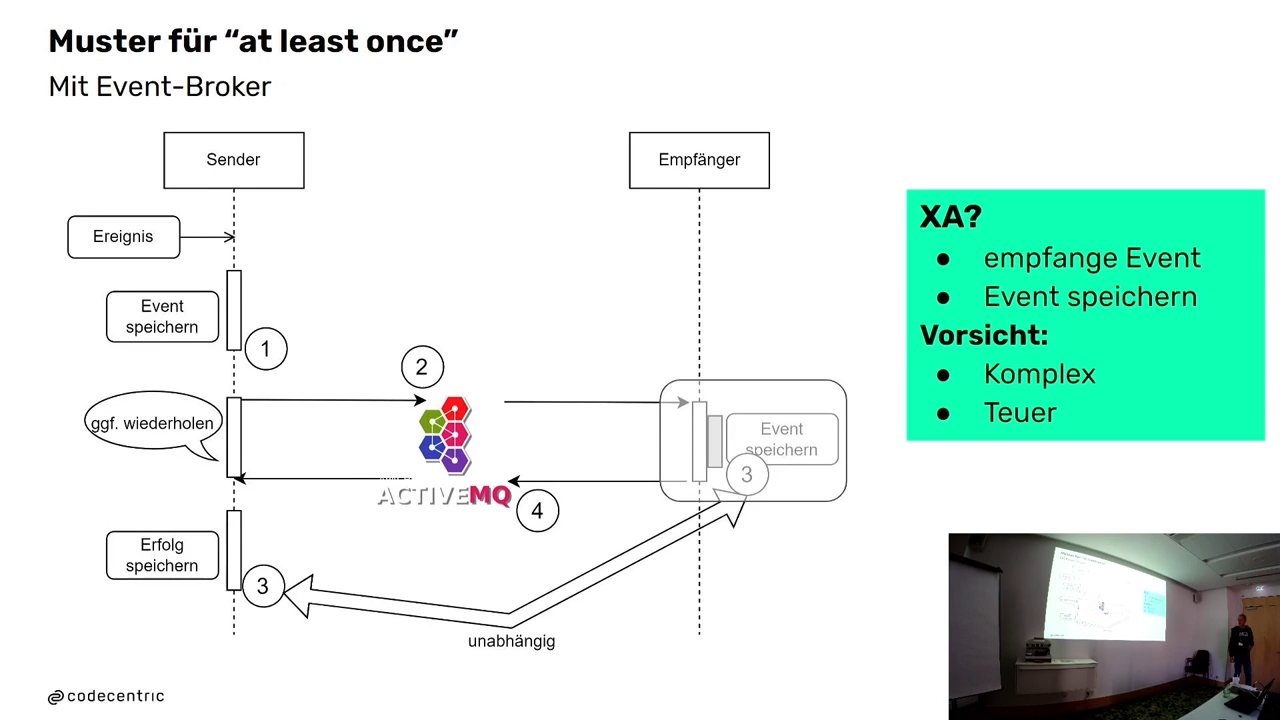 Muster für “at least once”
Mit Event-Broker
Sender
Empfänger
Ereignis
Event
speichern
1
2
ggf. wiederholen
ACTIVEMQ
Event
speichern
3
4
Erfolg
speichern
3
unabhängig
XA?
● empfange Event
● Event speichern
Vorsicht:
● Komplex
● Teuer
codecentric